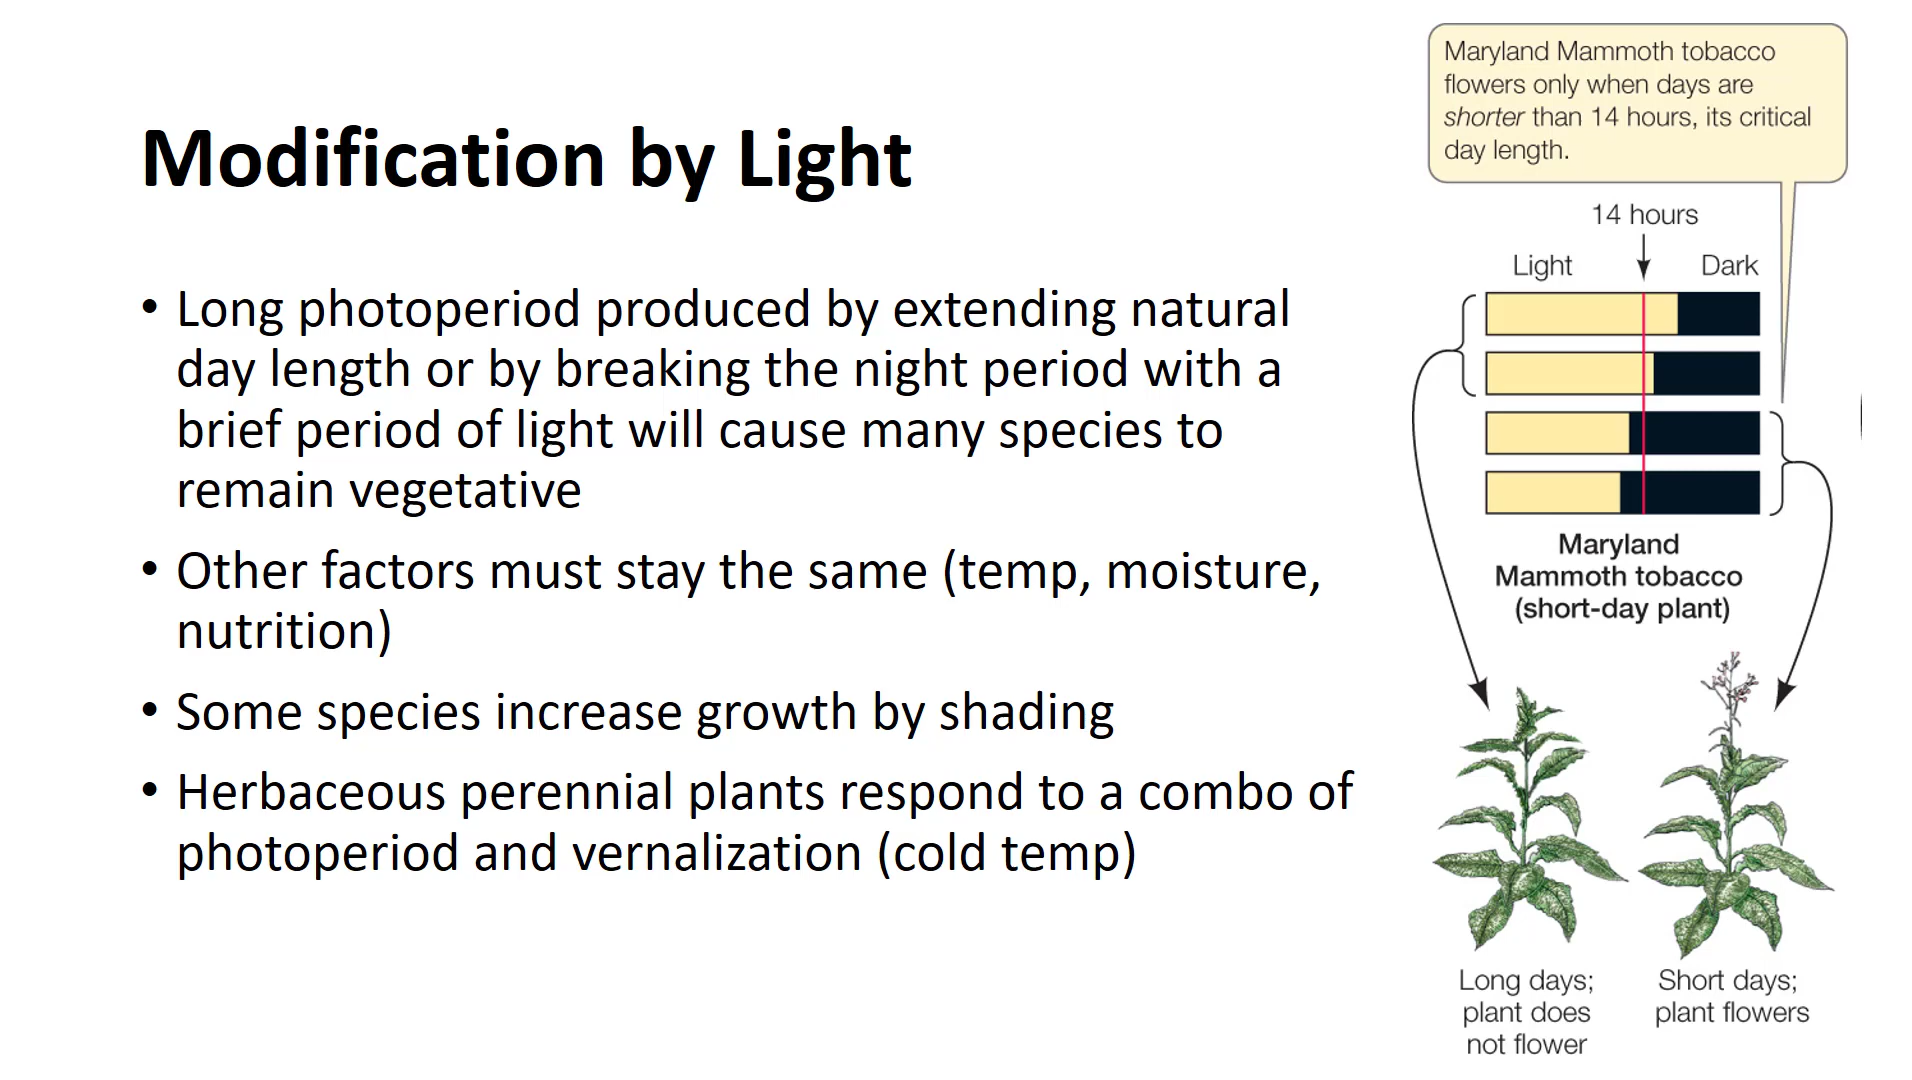 Modification by Light
• Long photoperiod produced by extending natural
day length or by breaking the night period with a
brief period of light will cause many species to
remain vegetative
• Other factors must stay the same (temp, moisture,
nutrition)
• Some species increase growth by shading
• Herbaceous perennial plants respond to a combo of
photoperiod and vernalization (cold temp)
Maryland Mammoth tobacco
flowers only when days are
shorter than 14 hours, its critical
day length.
14 hours
Light Dark
Maryland
Mammoth tobacco
(short-day plant)
Long days;
plant does
not flower
Short days;
plant flowers